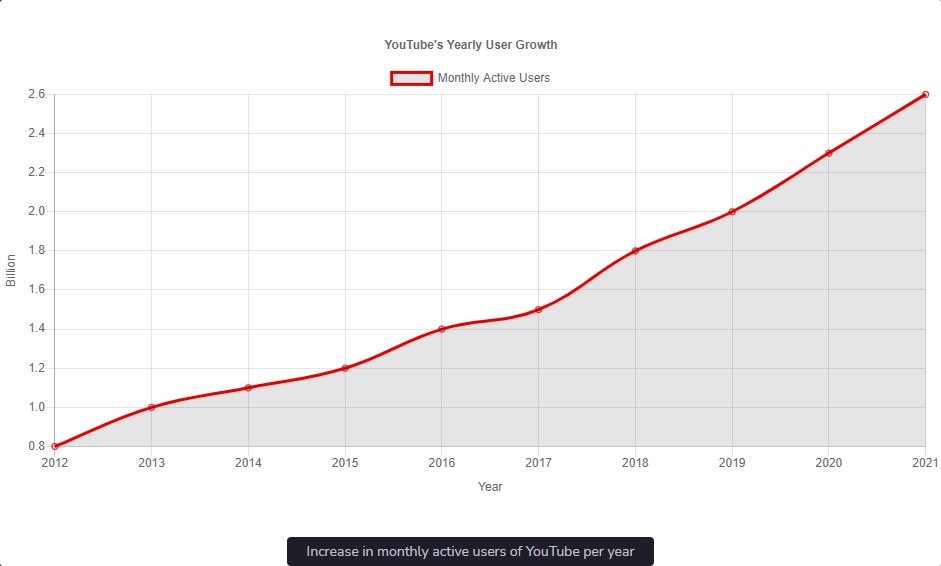 YouTube's Yearly User Growth
Monthly Active Users
2.6
2.4
2.2
2.0
1.8
1.6
1.4
1.2
1.0
0.8
Billion
2012 2013 2014 2015 2016 2017 2018 2019 2020 2021
Year
Increase in monthly active users of YouTube per year